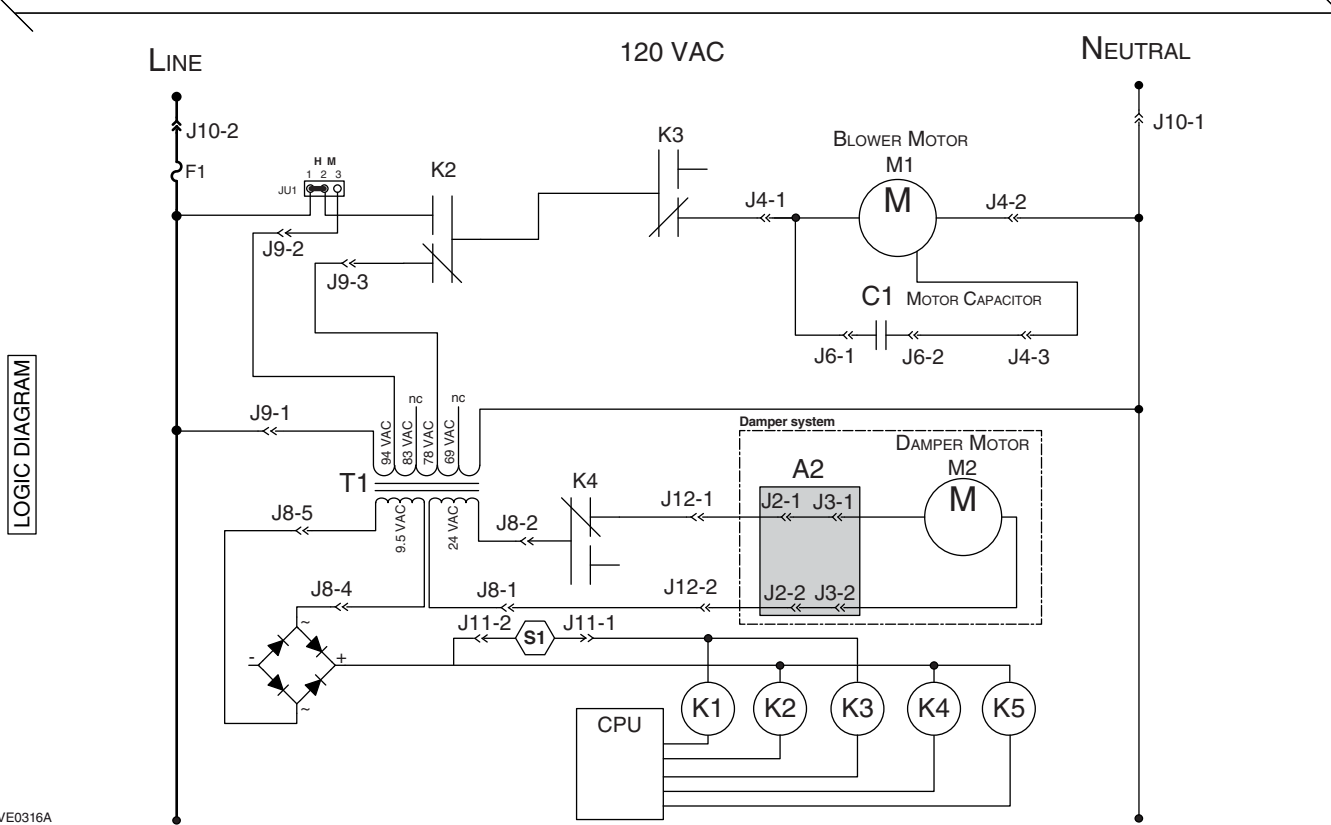 120 VAC
LINE
NEUTRAL
J10-2
J10-1
F1
H M
1 2 3
JU1
K2
K3
BLOWER MOTOR
M1
M
J4-1
J4-2
J9-2
J9-3
C1 MOTOR CAPACITOR
J6-1
J6-2
J4-3
LOGIC DIAGRAM
J9-1
94 VAC
nc
83 VAC
78 VAC
nc
69 VAC
T1
9.5 VAC
24 VAC
Damper system
DAMPER MOTOR
M2
M
A2
K4
J12-1
J2-1
J3-1
J8-5
J8-2
J8-4
J8-1
J12-2
J2-2
J3-2
J11-2
S1
J11-1
~
-
+
~
K1
K2
K3
K4
K5
CPU
VE0316A